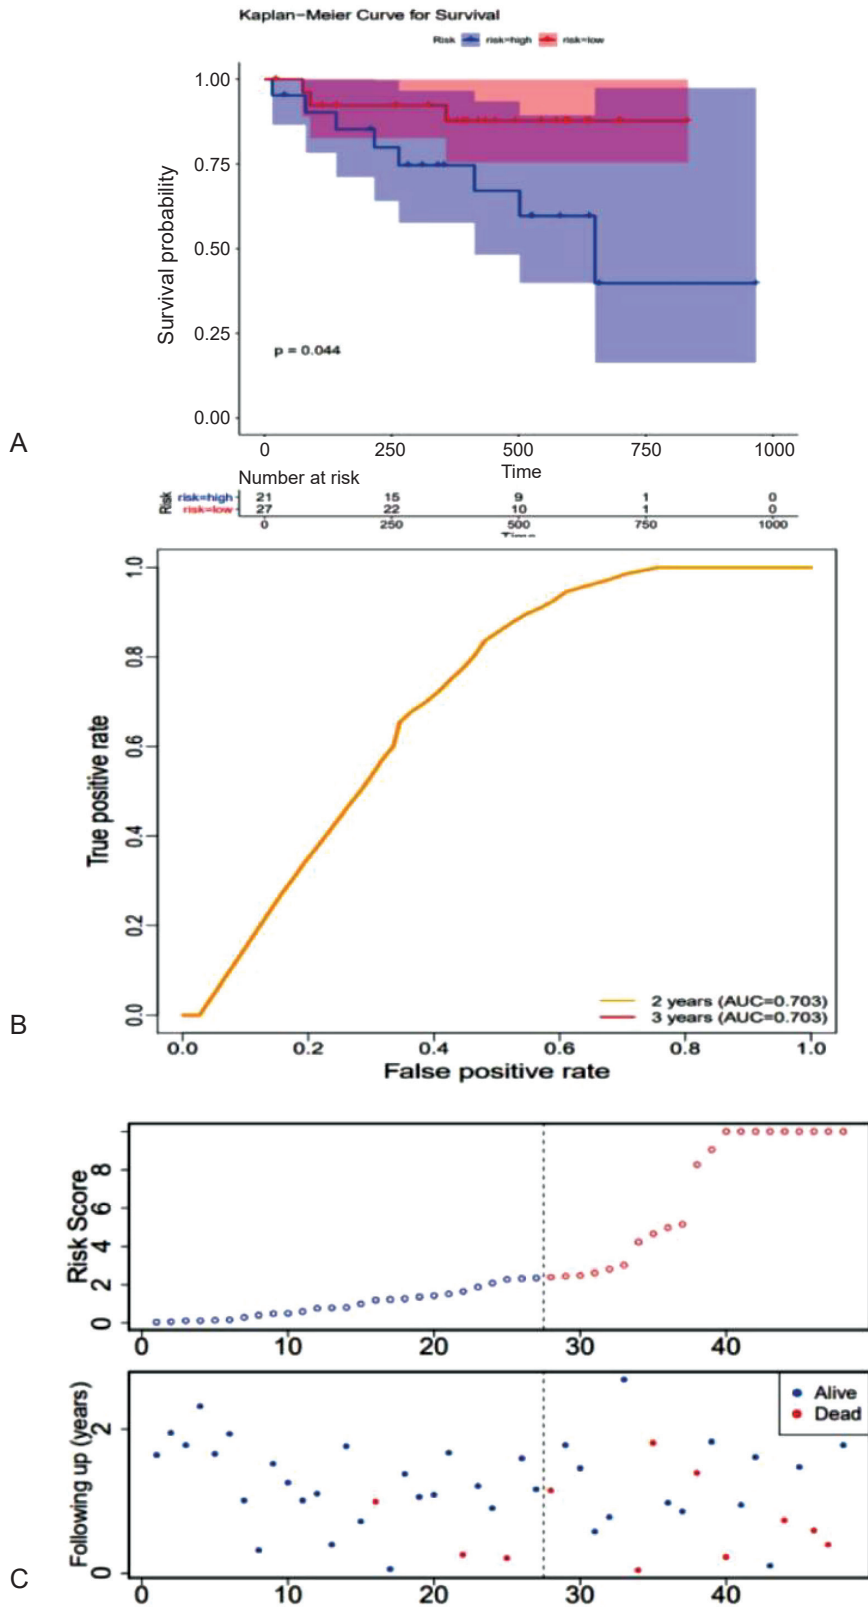 Kaplan-Meier Curve for Survival
Risk risk=high risk=low
1.00
0.75
0.50
0.25
0.00
Survival probability
p = 0.044
0 250 500 750 1000
Time
A
Number at risk
Risk
risk=high 21 15 9 1 0
risk=low 27 22 10 1 0
0 250 500 750 1000
Time
1.0
0.8
0.6
0.4
0.2
0.0
True positive rate
2 years (AUC=0.703)
3 years (AUC=0.703)
B
0.0 0.2 0.4 0.6 0.8 1.0
False positive rate
8
6
4
2
0
Risk Score
0 10 20 30 40
Alive
Dead
2
0
Following up (years)
C
0 10 20 30 40